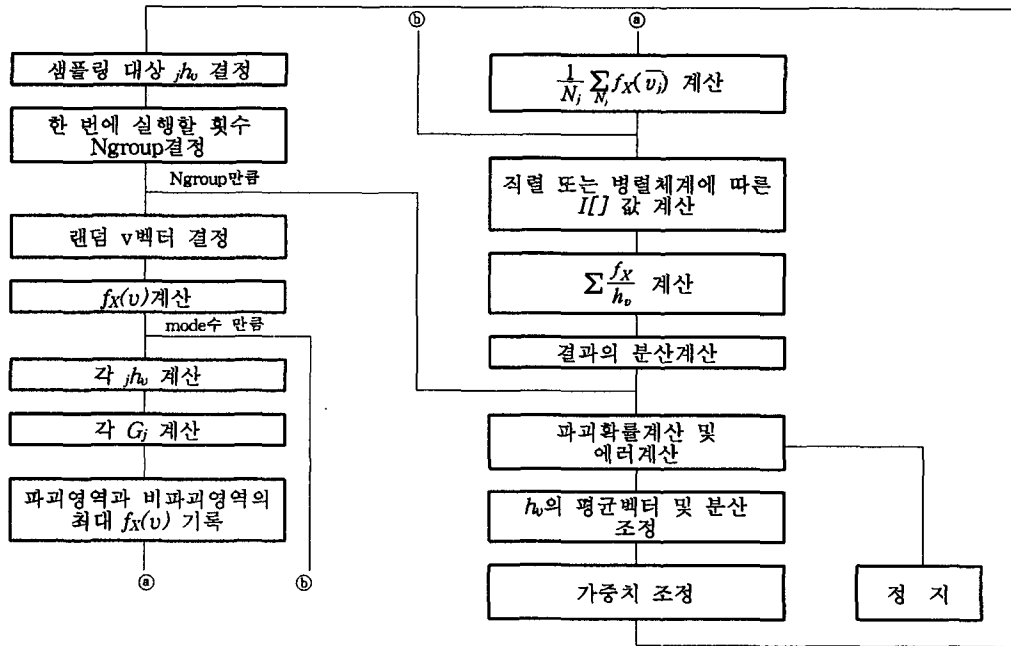 샘플링 대상 jhv 결정
한 번에 실행할 횟수
Ngroup결정
Ngroup만큼
랜덤 v벡터 결정
fX(υ)계산
mode수 만큼
각 jhv 계산
각 Gj 계산
파괴영역과 비파괴영역의
최대 fX(υ) 기록
ⓐ
ⓑ
ⓑ
ⓐ
1/Nj ∑Nj fX(υj) 계산
직렬 또는 병렬체계에 따른
I[] 값 계산
∑ fX/hv 계산
결과의 분산계산
파괴확률계산 및
에러계산
hv의 평균벡터 및 분산
조정
가중치 조정
정 지